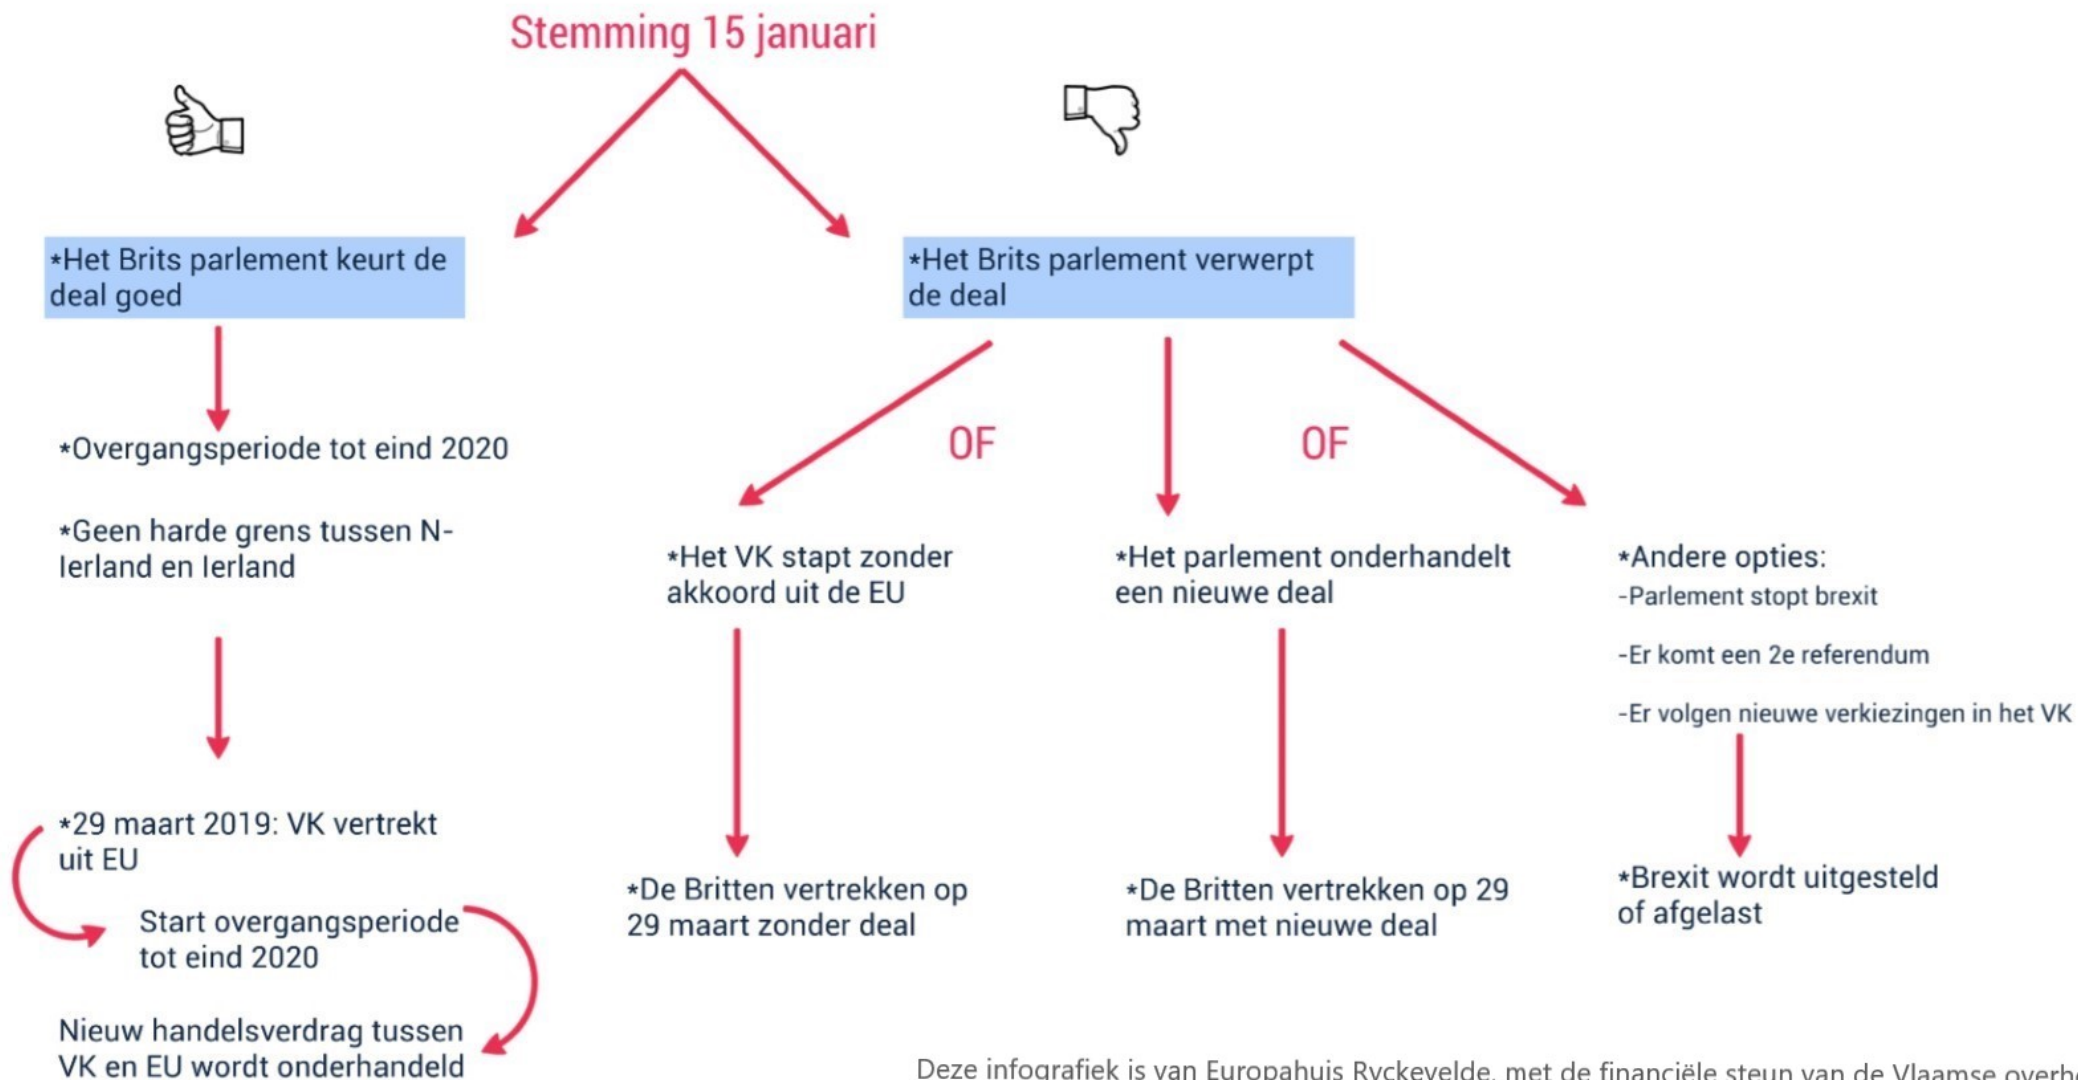 Stemming 15 januari
*Het Brits parlement keurt de
deal goed
*Overgangsperiode tot eind 2020
*Geen harde grens tussen N-
Ierland en Ierland
*29 maart 2019: VK vertrekt
uit EU
Start overgangsperiode
tot eind 2020
Nieuw handelsverdrag tussen
VK en EU wordt onderhandeld
*Het Brits parlement verwerpt
de deal
OF
OF
*Het VK stapt zonder
akkoord uit de EU
*De Britten vertrekken op
29 maart zonder deal
*Het parlement onderhandelt
een nieuwe deal
*De Britten vertrekken op 29
maart met nieuwe deal
*Andere opties:
-Parlement stopt brexit
-Er komt een 2e referendum
-Er volgen nieuwe verkiezingen in het VK
*Brexit wordt uitgesteld
of afgelast
Deze infografiek is van Europahuis Ryckevelde, met de financiële steun van de Vlaamse